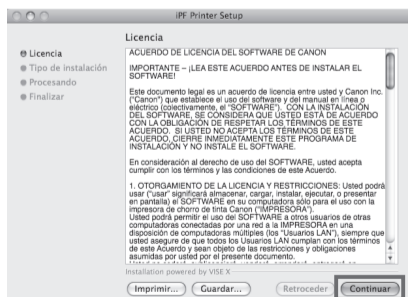 iPF Printer Setup
Licencia
Licencia
Tipo de instalación
Procesando
Finalizar
ACUERDO DE LICENCIA DEL SOFTWARE DE CANON
IMPORTANTE – ¡LEA ESTE ACUERDO ANTES DE INSTALAR EL
SOFTWARE!
Este documento legal es un acuerdo de licencia entre usted y Canon Inc.
("Canon") que establece el uso del software y del manual en línea o
eléctrico (colectivamente, el "SOFTWARE"). CON LA INSTALACIÓN
DEL SOFTWARE, SE CONSIDERA QUE USTED ESTÁ DE ACUERDO
CON LA OBLIGACIÓN DE RESPETAR LOS TÉRMINOS DE ESTE
ACUERDO. SI USTED NO ACEPTA LOS TÉRMINOS DE ESTE
ACUERDO, CIERRE INMEDIATAMENTE ESTE PROGRAMA DE
INSTALACIÓN Y NO INSTALE EL SOFTWARE.
En consideración al derecho de uso del SOFTWARE, usted acepta
cumplir con los términos y las condiciones de este Acuerdo.
1. OTORGAMIENTO DE LA LICENCIA Y RESTRICCIONES: Usted podrá
usar ("usar" significará almacenar, cargar, instalar, ejecutar, o presentar
en pantalla) el SOFTWARE en su computadora sólo para el uso con la
impresora de chorro de tinta Canon ("IMPRESORA").
Usted podrá permitir el uso del SOFTWARE a otros usuarios de otras
computadoras conectadas por una red a la IMPRESORA en una
disposición de computadoras múltiples (los "Usuarios LAN"), siempre que
usted asegure de que todos los Usuarios LAN cumplan con los términos
de este Acuerdo y sean objeto de las restricciones y obligaciones
asumidas por usted por el presente documento.
Installation powered by VISE X
Imprimir...
Guardar...
Retroceder
Continuar